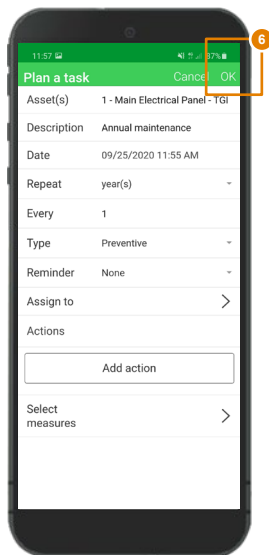 6
11:57 87%
Plan a task Cancel OK
Asset(s) 1 - Main Electrical Panel - TGI
Description Annual maintenance
Date 09/25/2020 11:55 AM
Repeat year(s)
Every 1
Type Preventive
Reminder None
Assign to
Actions
Add action
Select
measures